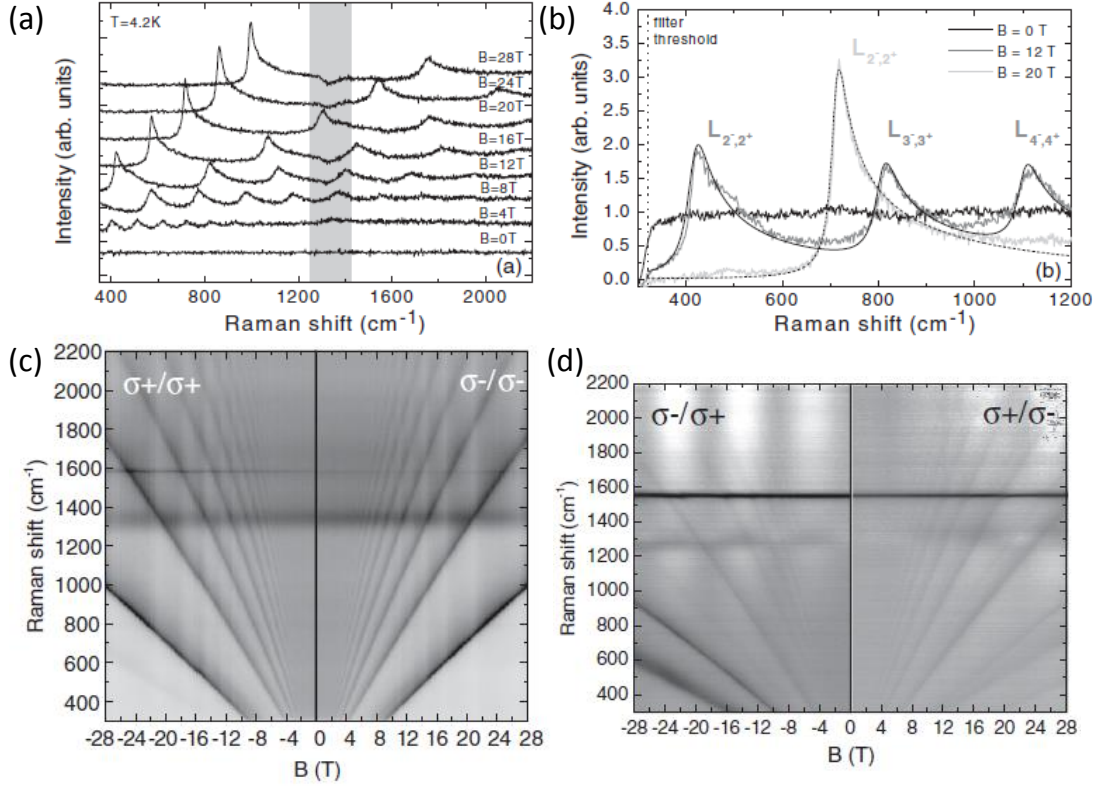 (a)
T=4.2K
B=28T
B=24T
B=20T
B=16T
B=12T
B=8T
B=4T
B=0T
(a)
Intensity (arb. units)
400 800 1200 1600 2000
Raman shift (cm⁻¹)
(b)
filter
threshold
B = 0 T
B = 12 T
B = 20 T
L2⁻,2⁺
L2⁻,2⁺
L3⁻,3⁺
L4⁻,4⁺
4.0
3.5
3.0
2.5
2.0
1.5
1.0
0.5
0.0
(b)
Intensity (arb. units)
400 600 800 1000 1200
Raman shift (cm⁻¹)
(c)
2200
2000
1800
1600
1400
1200
1000
800
600
400
σ+/σ+
σ-/σ-
Raman shift (cm⁻¹)
-28 -24 -20 -16 -12 -8 -4 0 4 8 12 16 20 24 28
B (T)
(d)
2200
2000
1800
1600
1400
1200
1000
800
600
400
σ-/σ+
σ+/σ-
Raman shift (cm⁻¹)
-28 -24 -20 -16 -12 -8 -4 0 4 8 12 16 20 24 28
B (T)